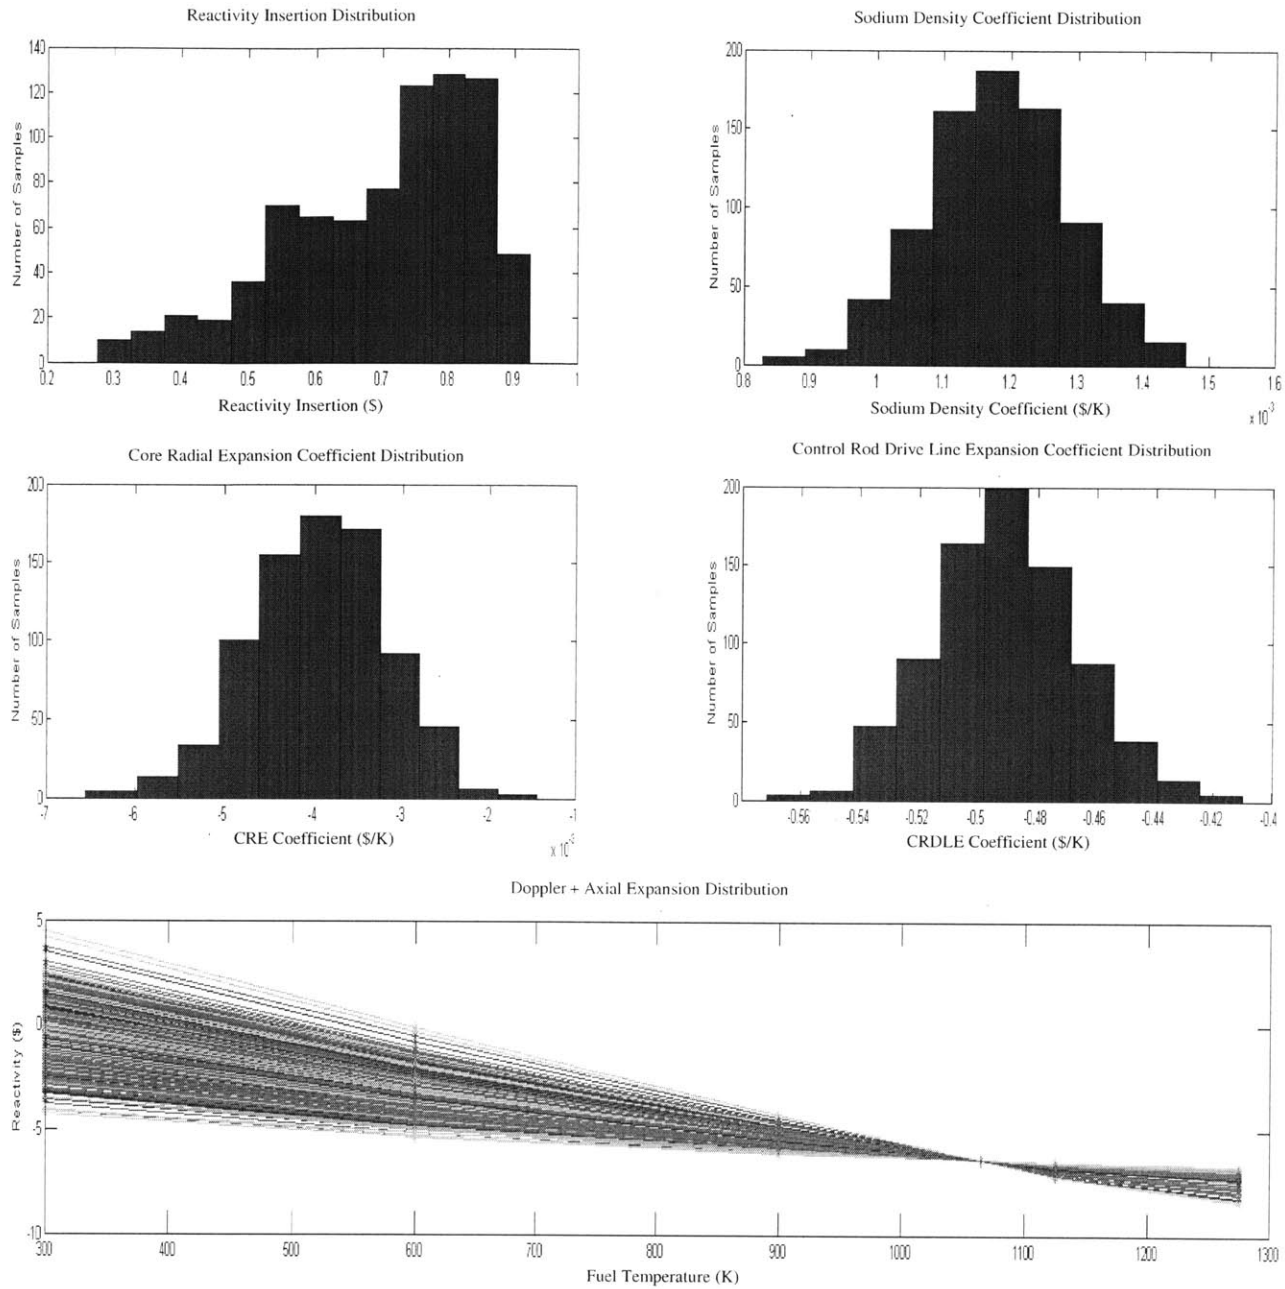 Reactivity Insertion Distribution
Number of Samples
140
120
100
80
60
40
20
0
0.2 0.3 0.4 0.5 0.6 0.7 0.8 0.9 1
Reactivity Insertion ($)
Sodium Density Coefficient Distribution
Number of Samples
200
150
100
50
0
0.8 0.9 1 1.1 1.2 1.3 1.4 1.5 1.6
Sodium Density Coefficient ($/K)
x 10⁻³
Core Radial Expansion Coefficient Distribution
Number of Samples
200
150
100
50
0
-7 -6 -5 -4 -3 -2 -1
CRE Coefficient ($/K)
x 10⁻³
Control Rod Drive Line Expansion Coefficient Distribution
Number of Samples
200
150
100
50
0
-0.56 -0.54 -0.52 -0.5 -0.48 -0.46 -0.44 -0.42 -0.4
CRDLE Coefficient ($/K)
Doppler + Axial Expansion Distribution
Reactivity ($)
5
0
-5
-10
300 400 500 600 700 800 900 1000 1100 1200 1300
Fuel Temperature (K)